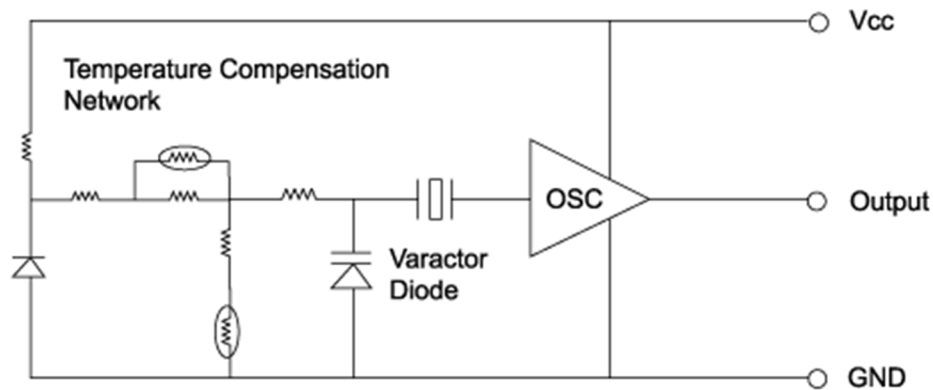 Vcc
Temperature Compensation
Network
OSC
Output
Varactor
Diode
GND